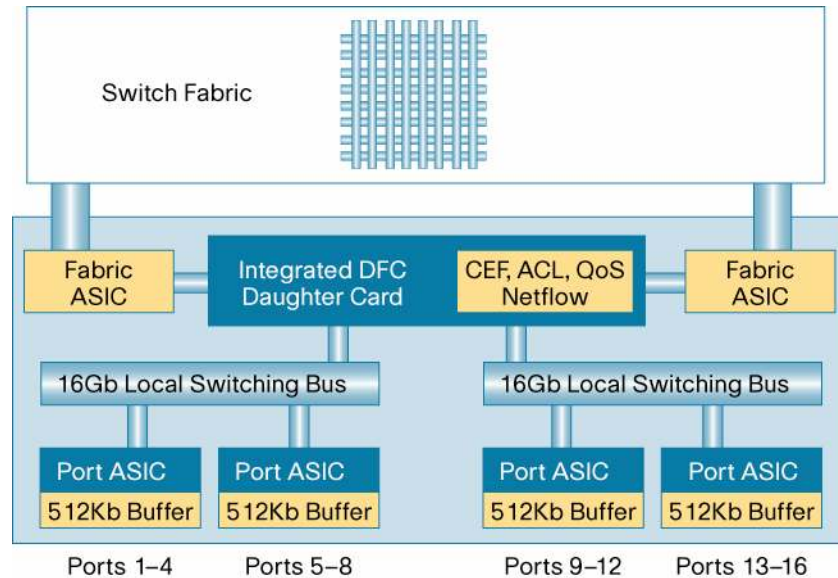 Switch Fabric
Fabric
ASIC
Integrated DFC
Daughter Card
CEF, ACL, QoS
Netflow
Fabric
ASIC
16Gb Local Switching Bus
16Gb Local Switching Bus
Port ASIC
Port ASIC
Port ASIC
Port ASIC
512Kb Buffer
512Kb Buffer
512Kb Buffer
512Kb Buffer
Ports 1–4
Ports 5–8
Ports 9–12
Ports 13–16